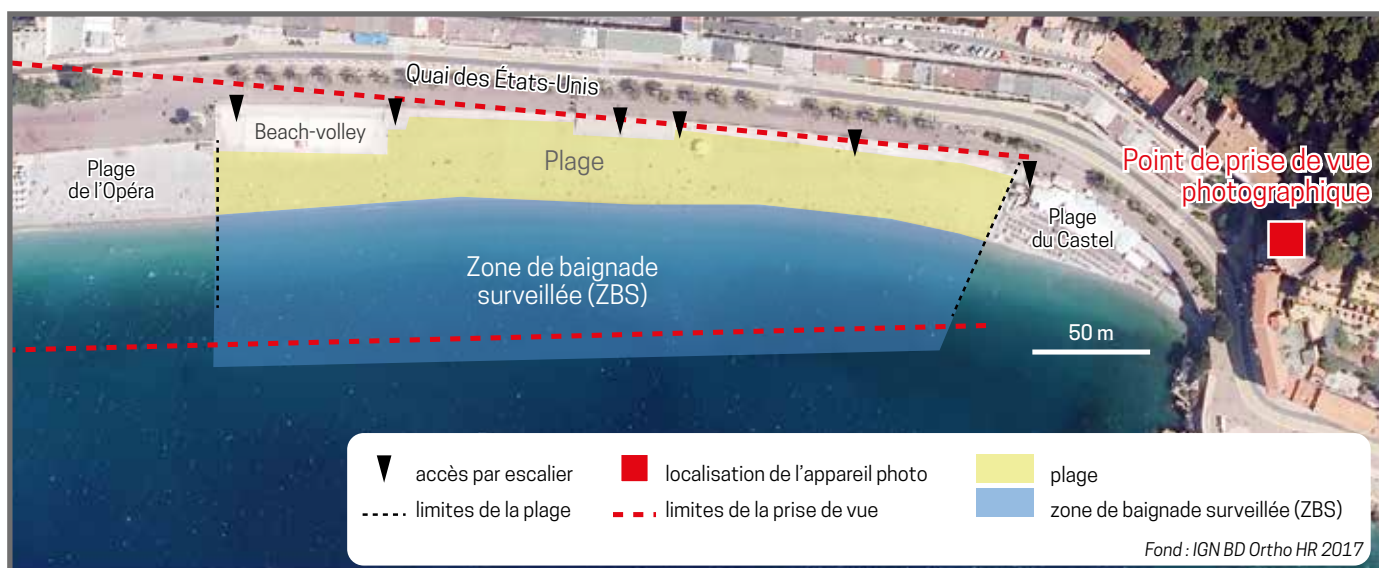 Quai des États-Unis
Beach-volley
Plage
de l'Opéra
Plage
Point de prise de vue
photographique
Plage
du Castel
Zone de baignade
surveillée (ZBS)
50 m
accès par escalier
localisation de l'appareil photo
plage
limites de la plage
limites de la prise de vue
zone de baignade surveillée (ZBS)
Fond : IGN BD Ortho HR 2017